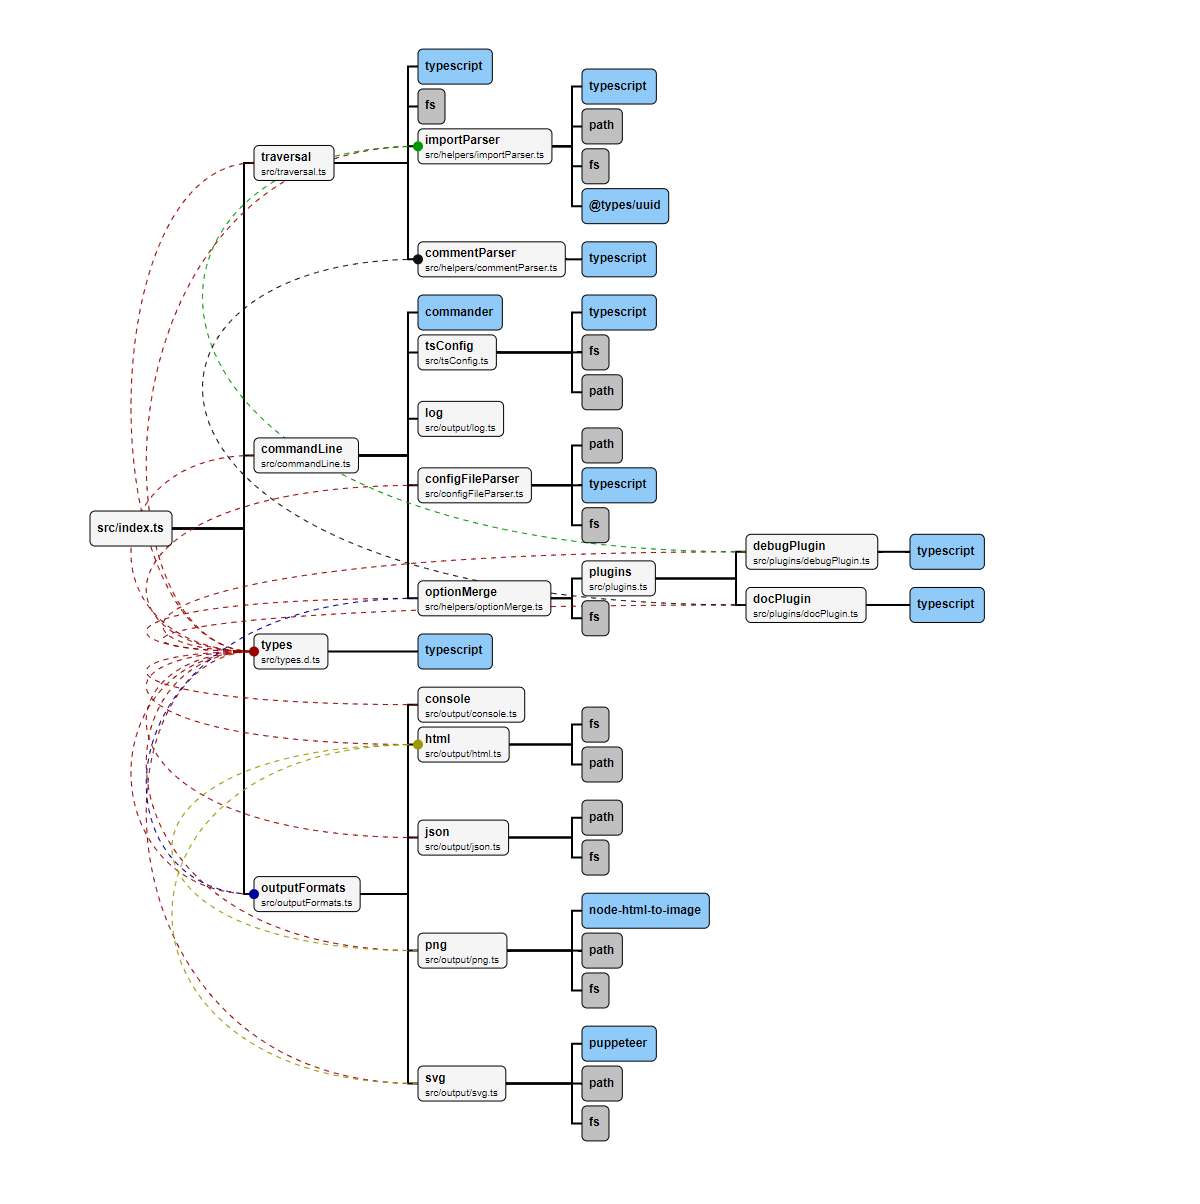 src/index.ts
traversal
src/traversal.ts
typescript
fs
importParser
src/helpers/importParser.ts
typescript
path
fs
@types/uuid
commentParser
src/helpers/commentParser.ts
typescript
commandLine
src/commandLine.ts
commander
tsConfig
src/tsConfig.ts
typescript
fs
path
log
src/output/log.ts
configFileParser
src/configFileParser.ts
path
typescript
fs
optionMerge
src/helpers/optionMerge.ts
plugins
src/plugins.ts
debugPlugin
src/plugins/debugPlugin.ts
typescript
docPlugin
src/plugins/docPlugin.ts
typescript
fs
types
src/types.d.ts
typescript
outputFormats
src/outputFormats.ts
console
src/output/console.ts
html
src/output/html.ts
fs
path
json
src/output/json.ts
path
fs
png
src/output/png.ts
node-html-to-image
path
fs
svg
src/output/svg.ts
puppeteer
path
fs